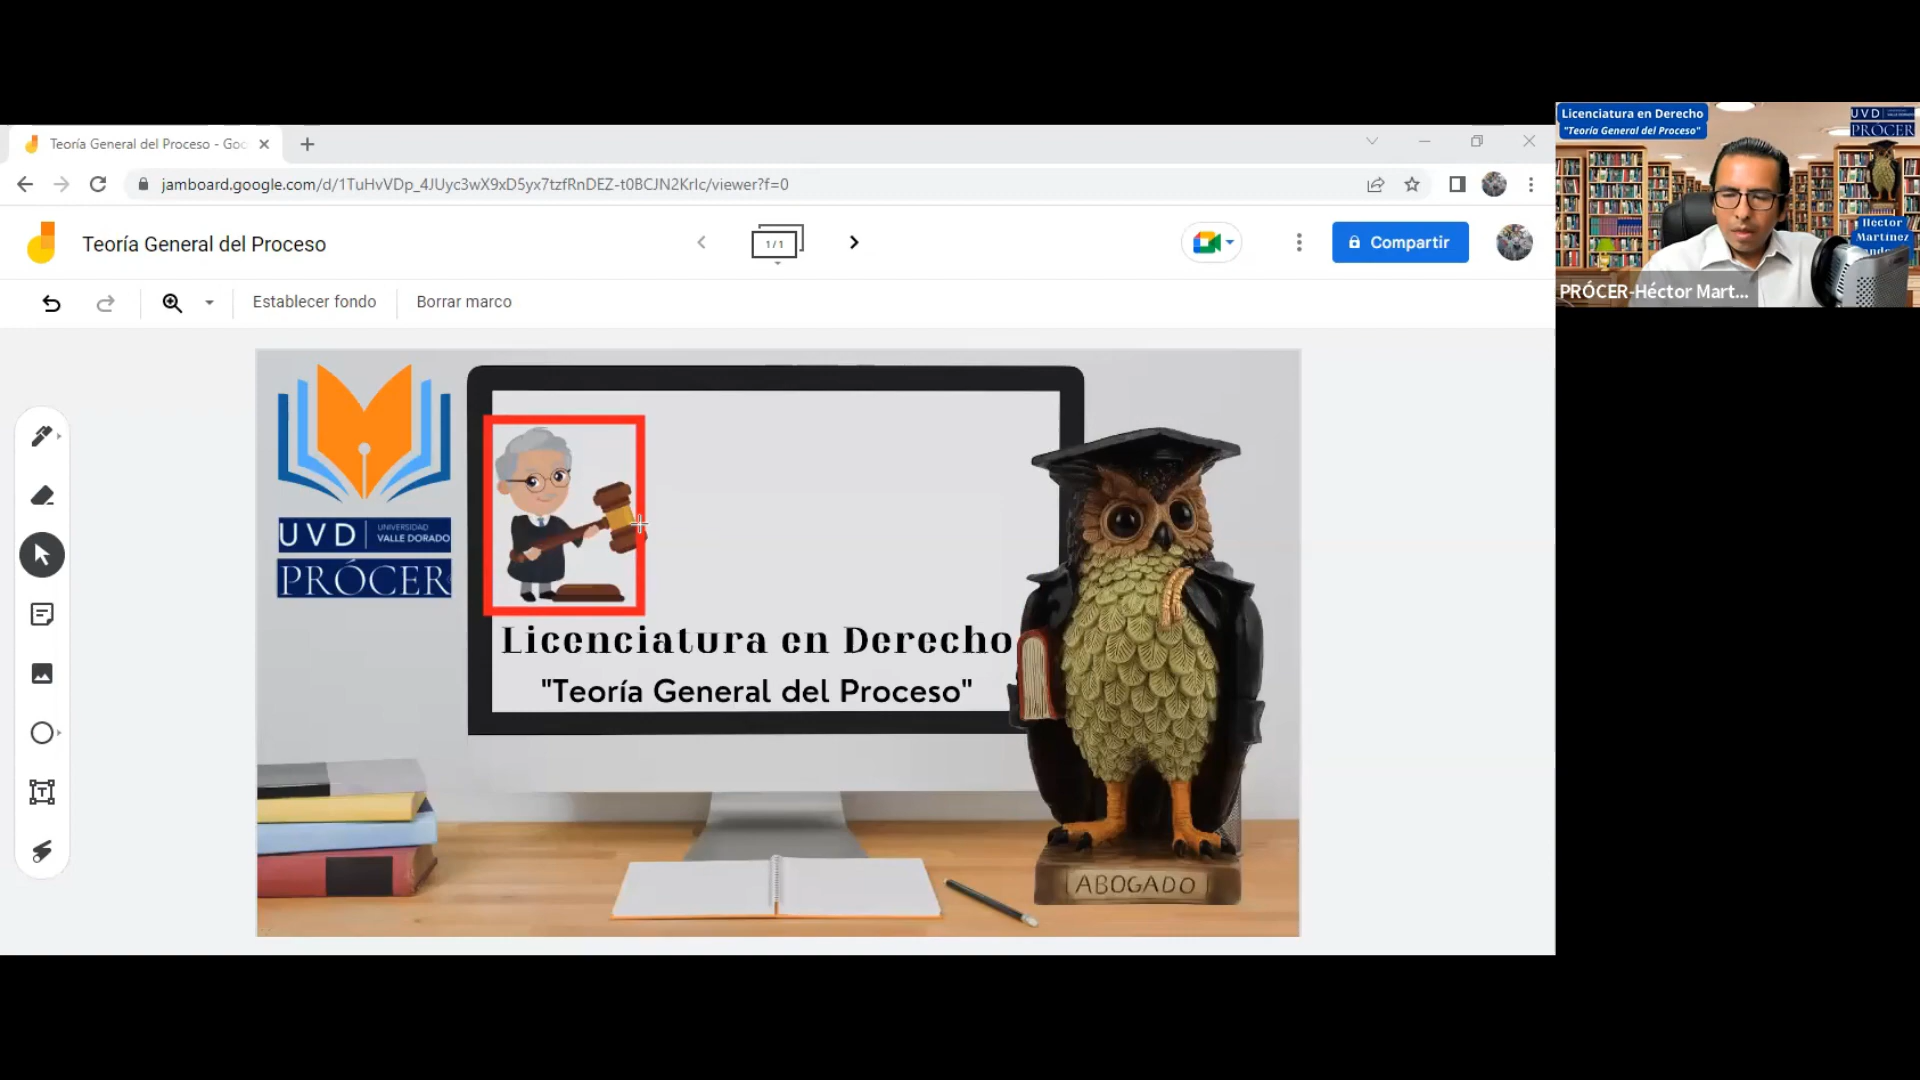 Teoría General del Proceso - Goo
jamboard.google.com/d/1TuHvVDp_4JUyc3wX9xD5yx7tzfRnDEZ-t0BCJN2KrIc/viewer?f=0
Teoría General del Proceso
1/1
Compartir
Establecer fondo
Borrar marco
UVD
UNIVERSIDAD
VALLE DORADO
PRÓCER
Licenciatura en Derecho
"Teoría General del Proceso"
ABOGADO
Licenciatura en Derecho
"Teoría General del Proceso"
UVD
PRÓCER
Héctor
Martínez
PRÓCER-Héctor Mart...